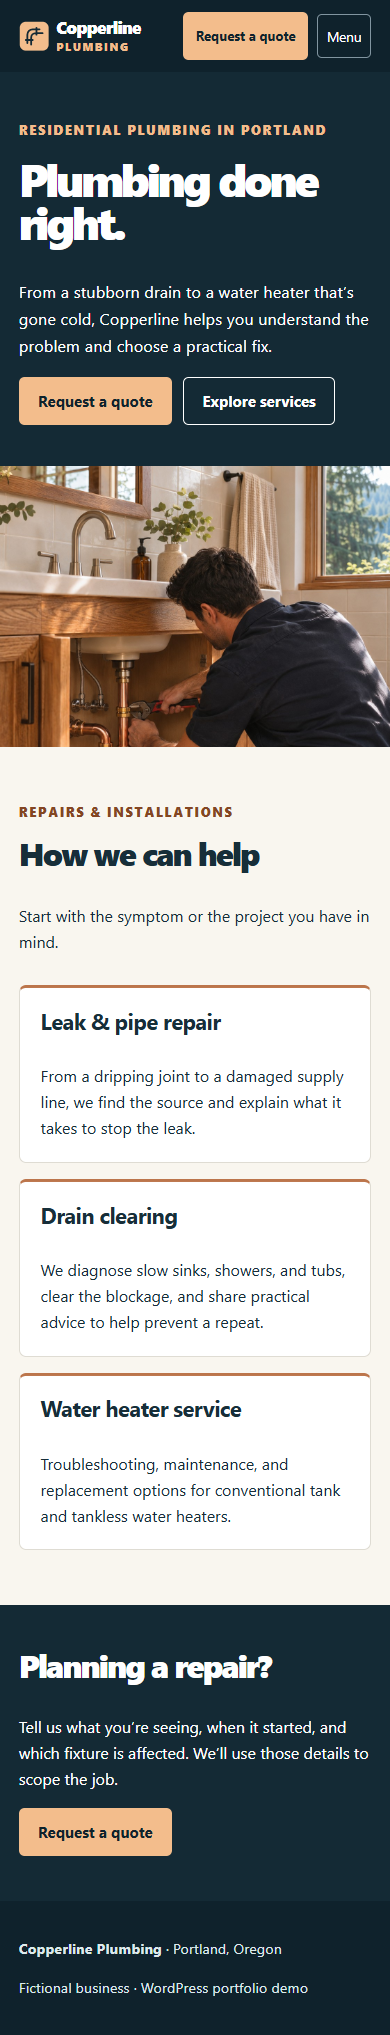 Copperline
PLUMBING
Request a quote
Menu
RESIDENTIAL PLUMBING IN PORTLAND
Plumbing done
right.
From a stubborn drain to a water heater that’s
gone cold, Copperline helps you understand the
problem and choose a practical fix.
Request a quote
Explore services
REPAIRS & INSTALLATIONS
How we can help
Start with the symptom or the project you have in
mind.
Leak & pipe repair
From a dripping joint to a damaged supply
line, we find the source and explain what it
takes to stop the leak.
Drain clearing
We diagnose slow sinks, showers, and tubs,
clear the blockage, and share practical
advice to help prevent a repeat.
Water heater service
Troubleshooting, maintenance, and
replacement options for conventional tank
and tankless water heaters.
Planning a repair?
Tell us what you’re seeing, when it started, and
which fixture is affected. We’ll use those details to
scope the job.
Request a quote
Copperline Plumbing · Portland, Oregon
Fictional business · WordPress portfolio demo